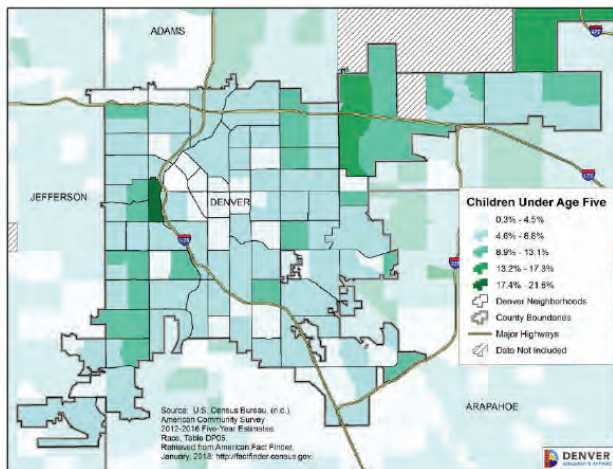 ADAMS
470
JEFFERSON
DENVER
Children Under Age Five
0.3% - 4.5%
4.6% - 8.8%
8.9% - 13.1%
13.2% - 17.3%
17.4% - 21.6%
Denver Neighborhoods
County Boundaries
Major Highways
Data Not Included
ARAPAHOE
Source: U.S. Census Bureau, (n.d.).
American Community Survey
2012-2016 Five-Year Estimates.
Race, Table DP05.
Retrieved from American Fact Finder,
January, 2018: http://factfinder.census.gov.
DENVER